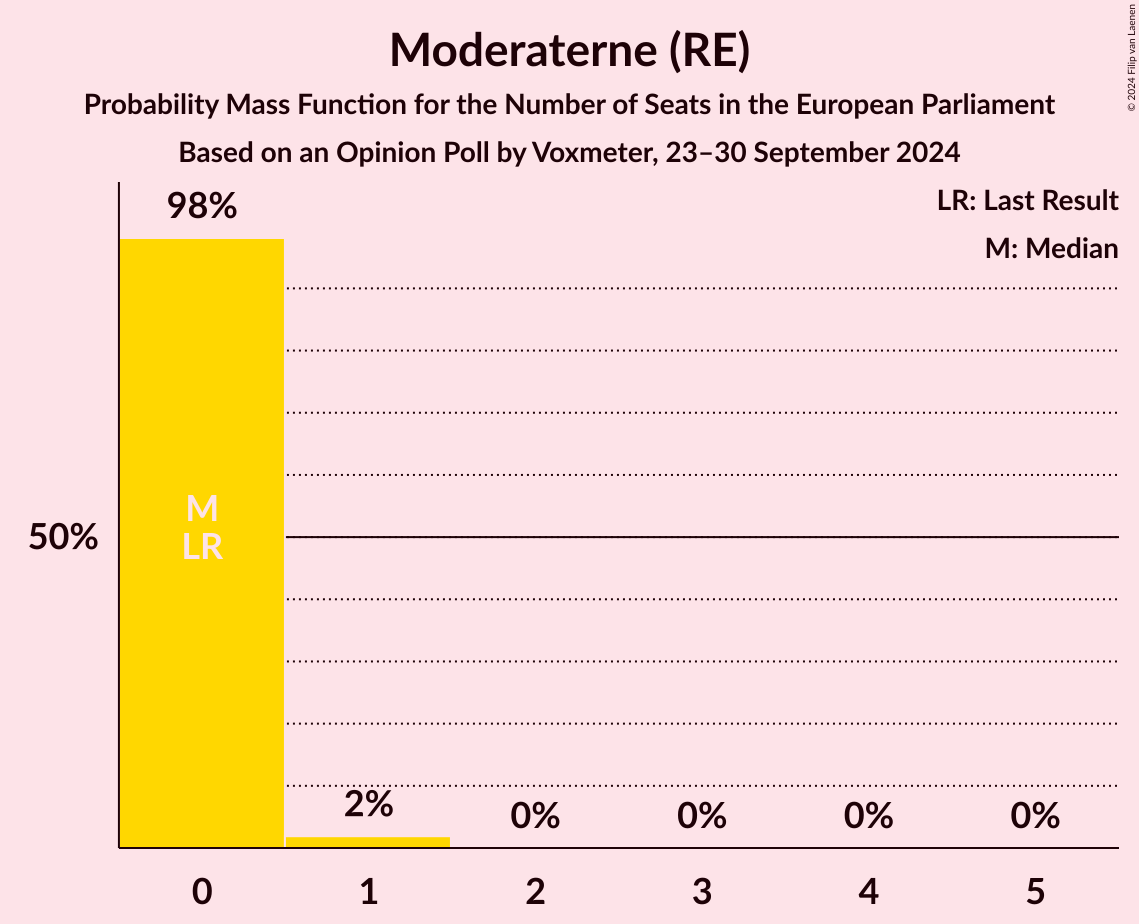 Moderaterne (RE)
Probability Mass Function for the Number of Seats in the European Parliament
Based on an Opinion Poll by Voxmeter, 23–30 September 2024
© 2024 Filip van Laenen
LR: Last Result
M: Median
98%
M
LR
50%
2%
0%
0%
0%
0%
0 1 2 3 4 5